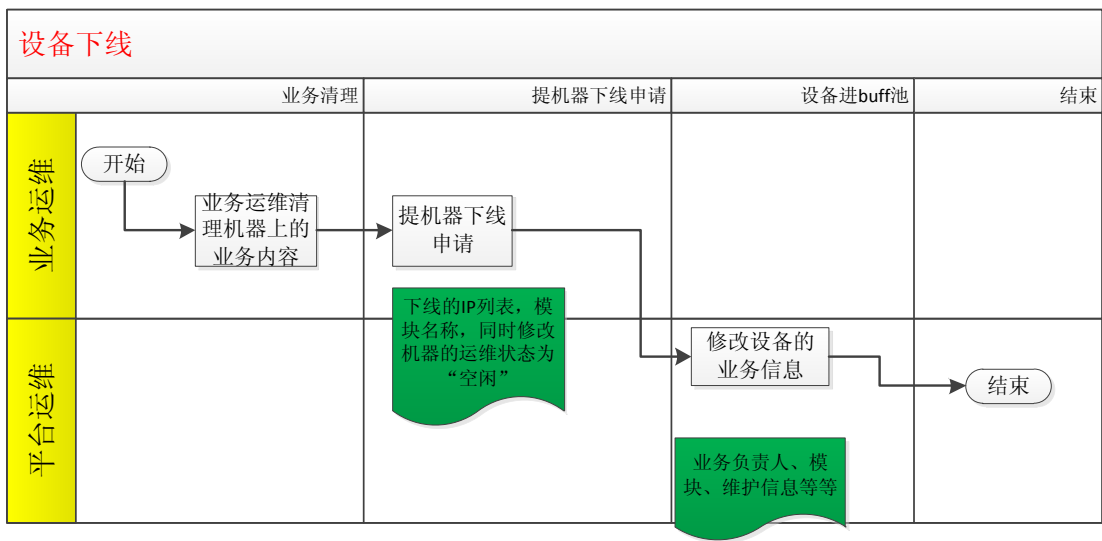 设备下线
业务清理
提机器下线申请
设备进buff池
结束
业务运维
开始
业务运维清
理机器上的
业务内容
提机器下线
申请
下线的IP列表，模
块名称，同时修改
机器的运维状态为
“空闲”
平台运维
修改设备的
业务信息
结束
业务负责人、模
块、维护信息等等